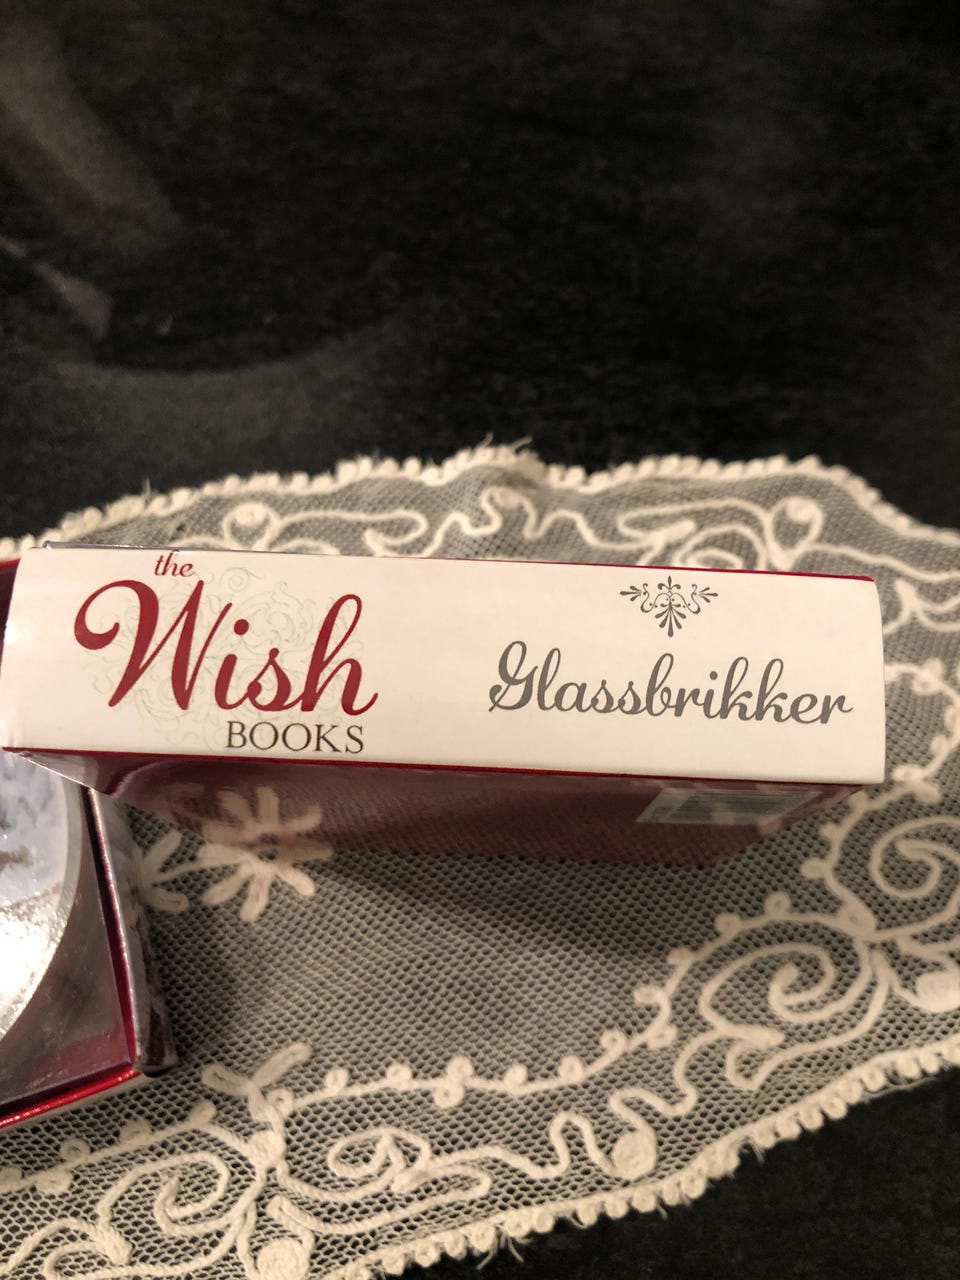 the
Wish
BOOKS
Glassbrikker